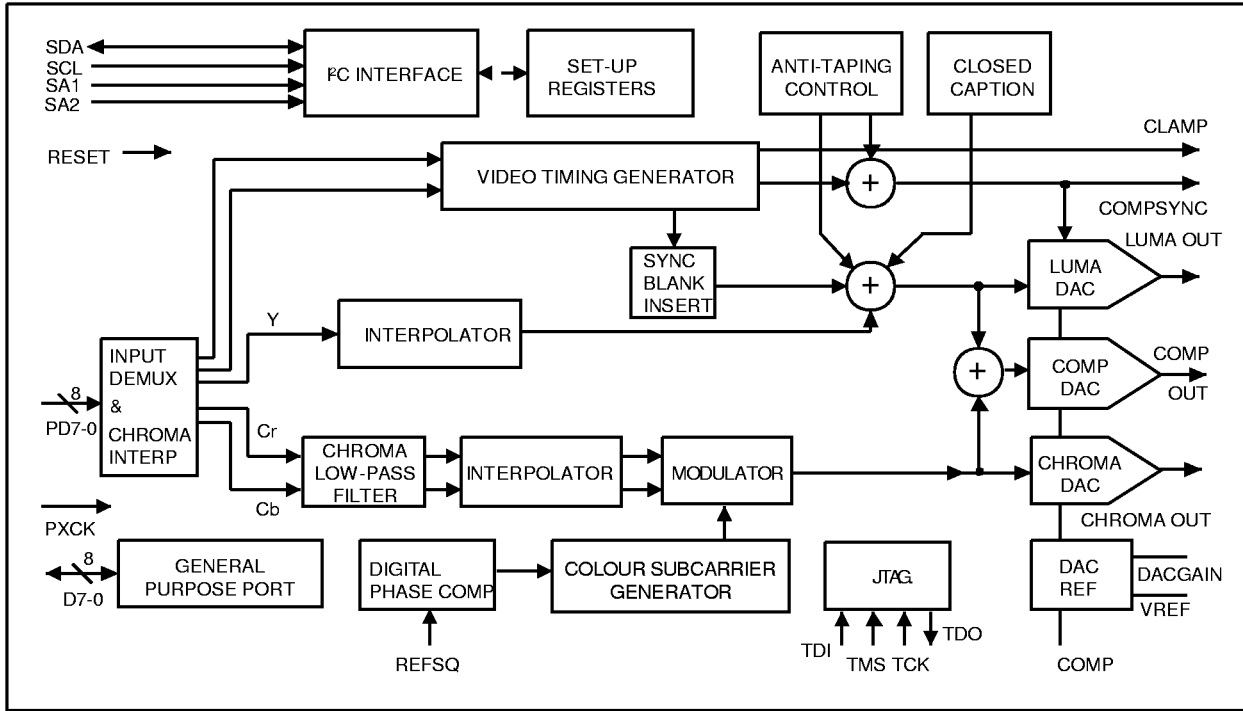 SDA
SCL
SA1
SA2
I²C INTERFACE
SET-UP
REGISTERS
ANTI-TAPING
CONTROL
CLOSED
CAPTION
RESET
VIDEO TIMING GENERATOR
+
CLAMP
COMPSYNC
SYNC
BLANK
INSERT
+
LUMA OUT
LUMA
DAC
Y
INTERPOLATOR
INPUT
DEMUX
&
CHROMA
INTERP
8
PD7-0
+
COMP
DAC
COMP
OUT
Cr
Cb
CHROMA
LOW-PASS
FILTER
INTERPOLATOR
MODULATOR
CHROMA
DAC
CHROMA OUT
PXCK
8
D7-0
GENERAL
PURPOSE PORT
DIGITAL
PHASE COMP
REFSQ
COLOUR SUBCARRIER
GENERATOR
JTAG.
TDI
TMS
TCK
TDO
DAC
REF
DACGAIN
VREF
COMP